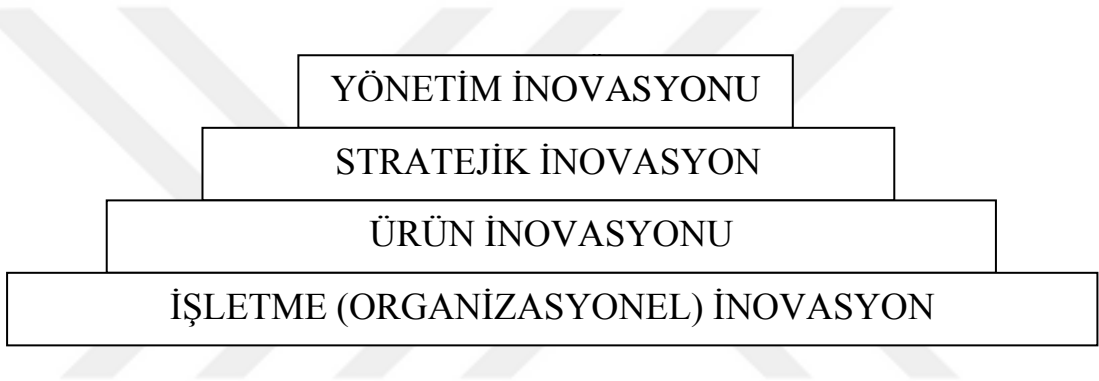 YÖNETİM İNOVASYONU
STRATEJİK İNOVASYON
ÜRÜN İNOVASYONU
İŞLETME (ORGANİZASYONEL) İNOVASYON